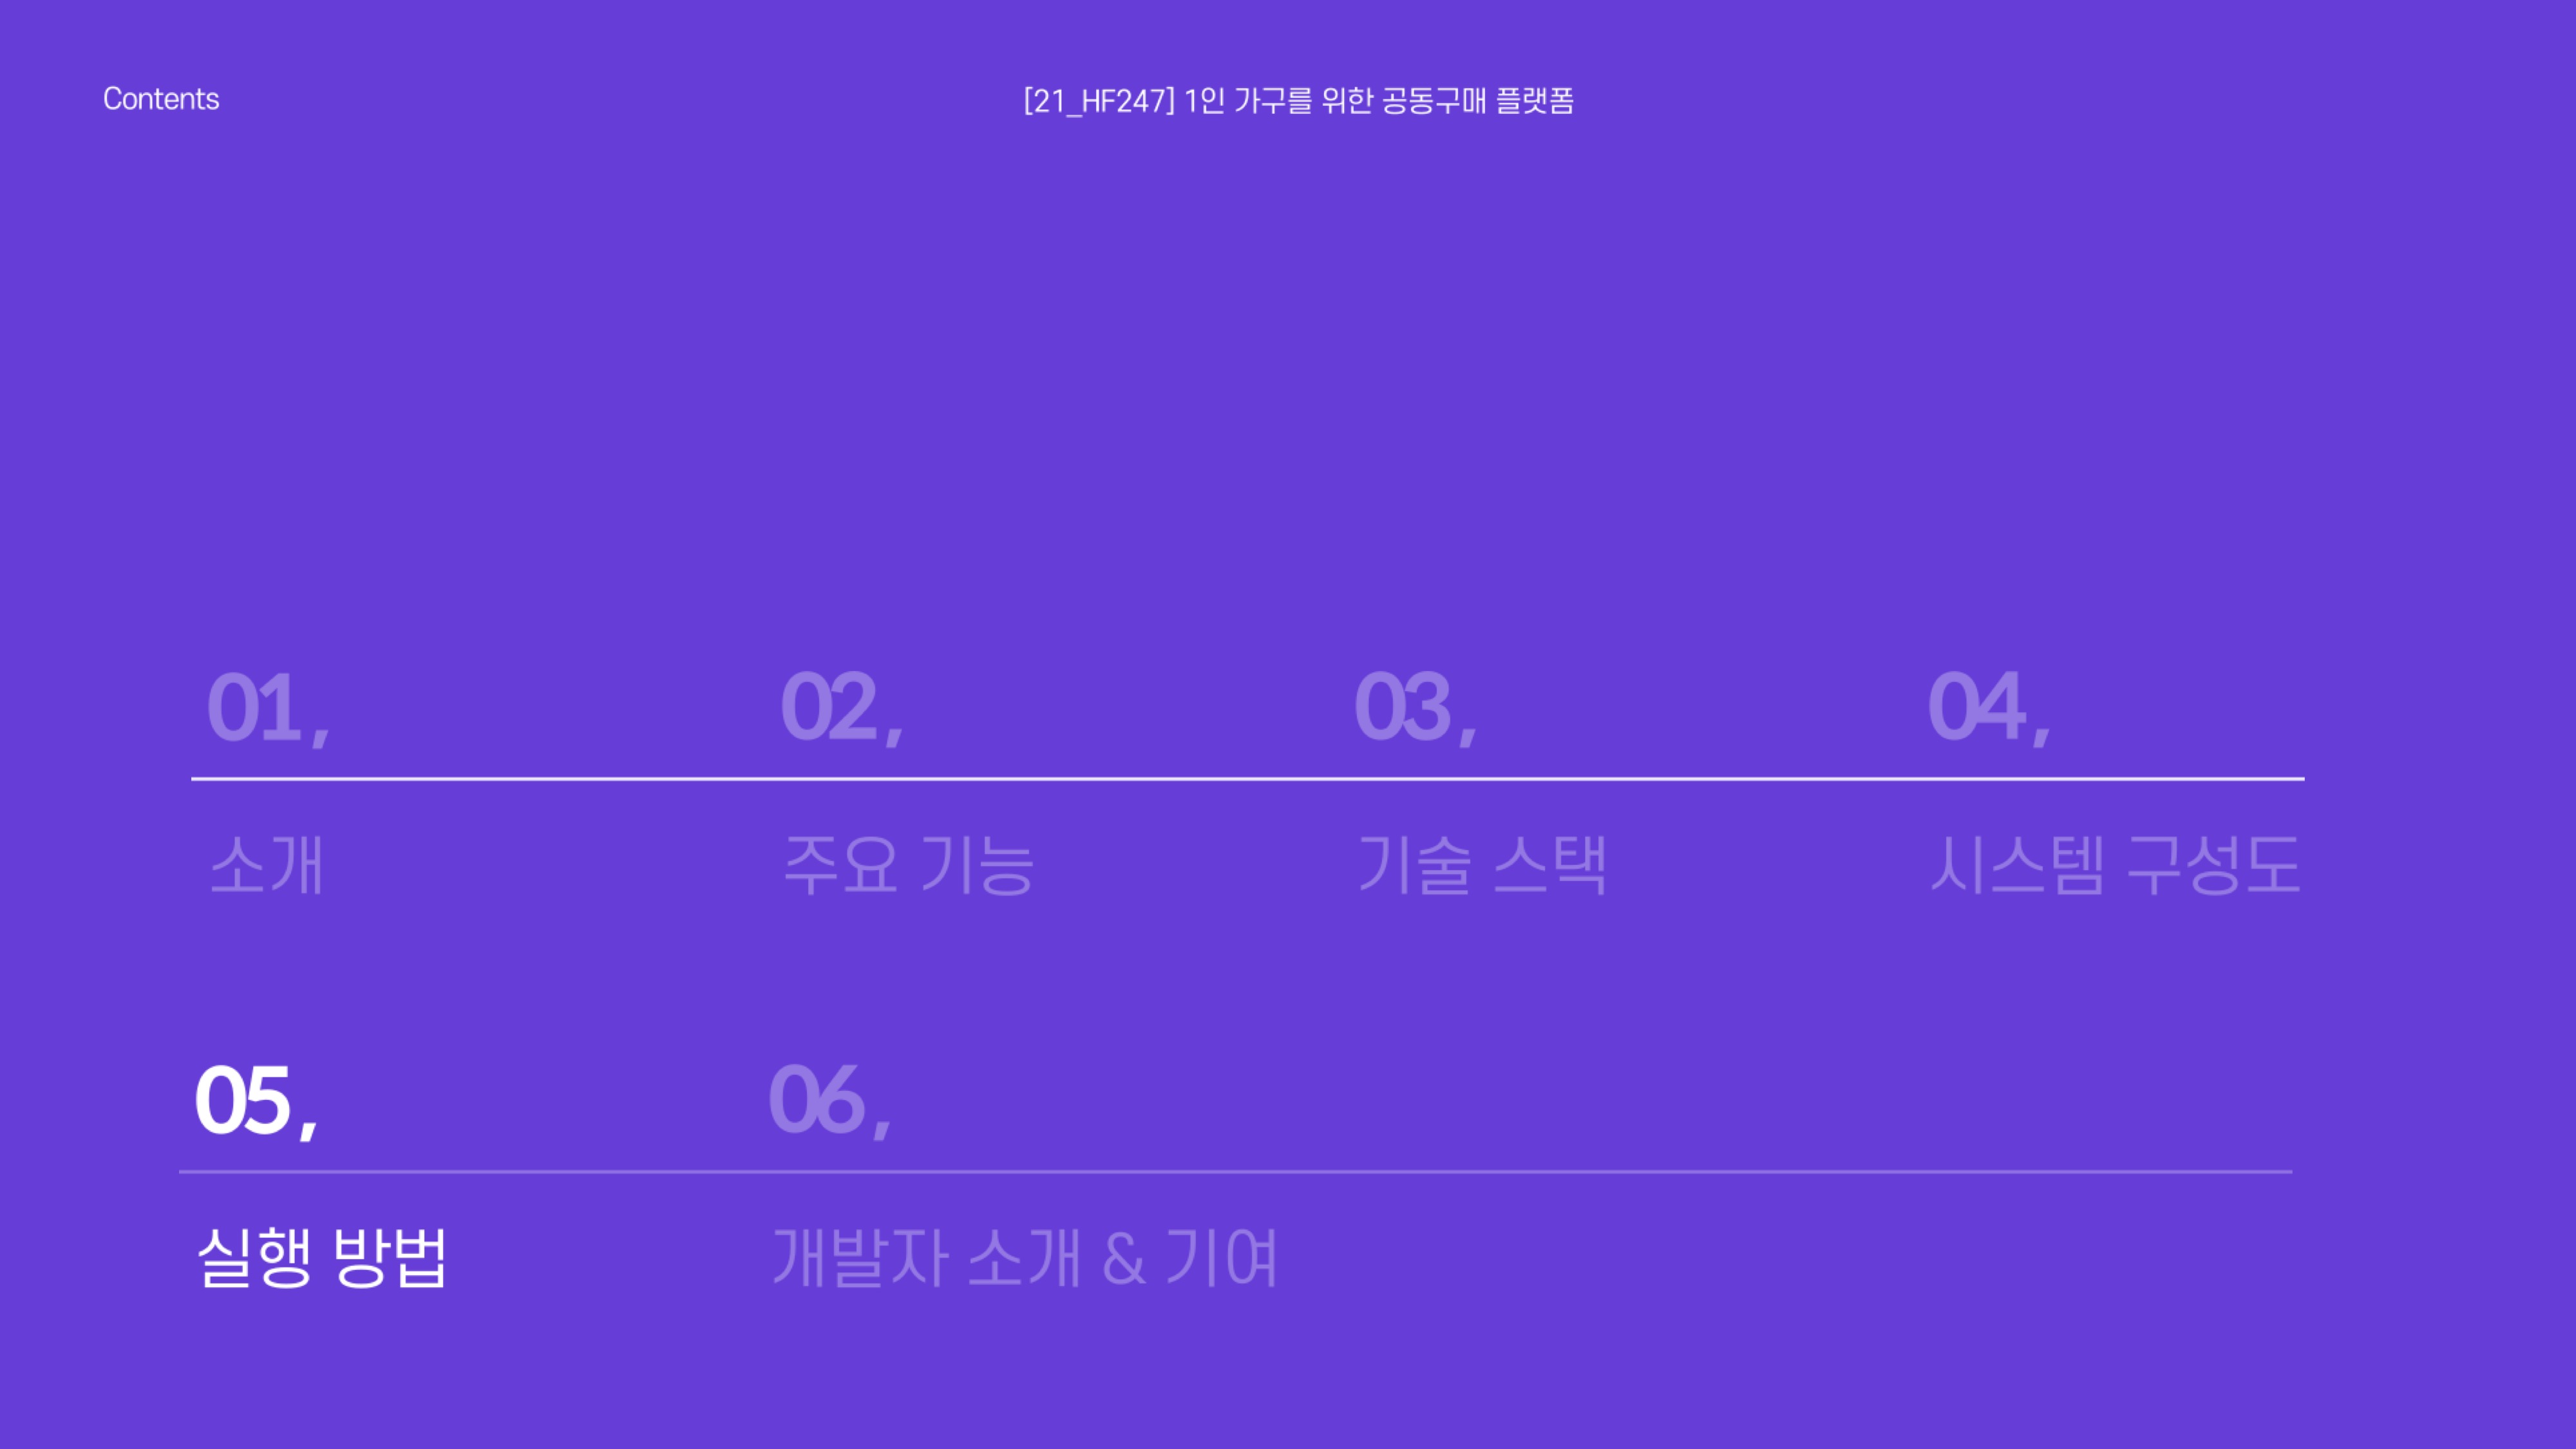 Contents
[21_HF247] 1인 가구를 위한 공동구매 플랫폼
01, 02, 03, 04,
소개 주요 기능 기술 스택 시스템 구성도
05, 06,
실행 방법 개발자 소개 & 기여